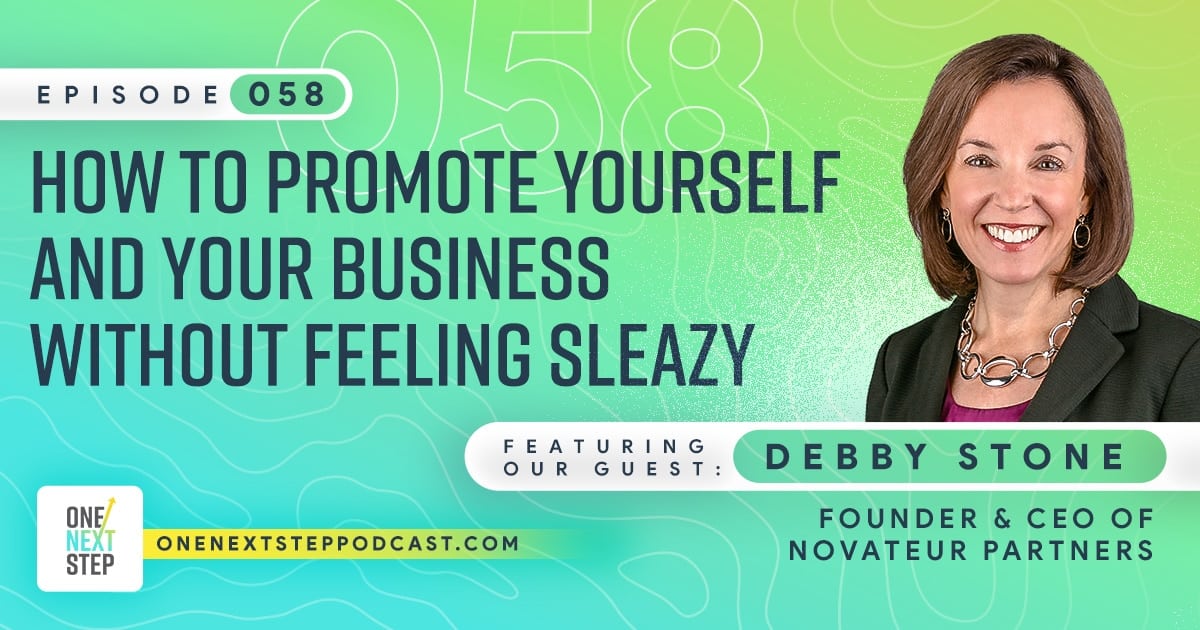 058
EPISODE 058
HOW TO PROMOTE YOURSELF
AND YOUR BUSINESS
WITHOUT FEELING SLEAZY
FEATURING
OUR GUEST:
DEBBY STONE
FOUNDER & CEO OF
NOVATEUR PARTNERS
ONE
NEXT
STEP
ONENEXTSTEPPODCAST.COM